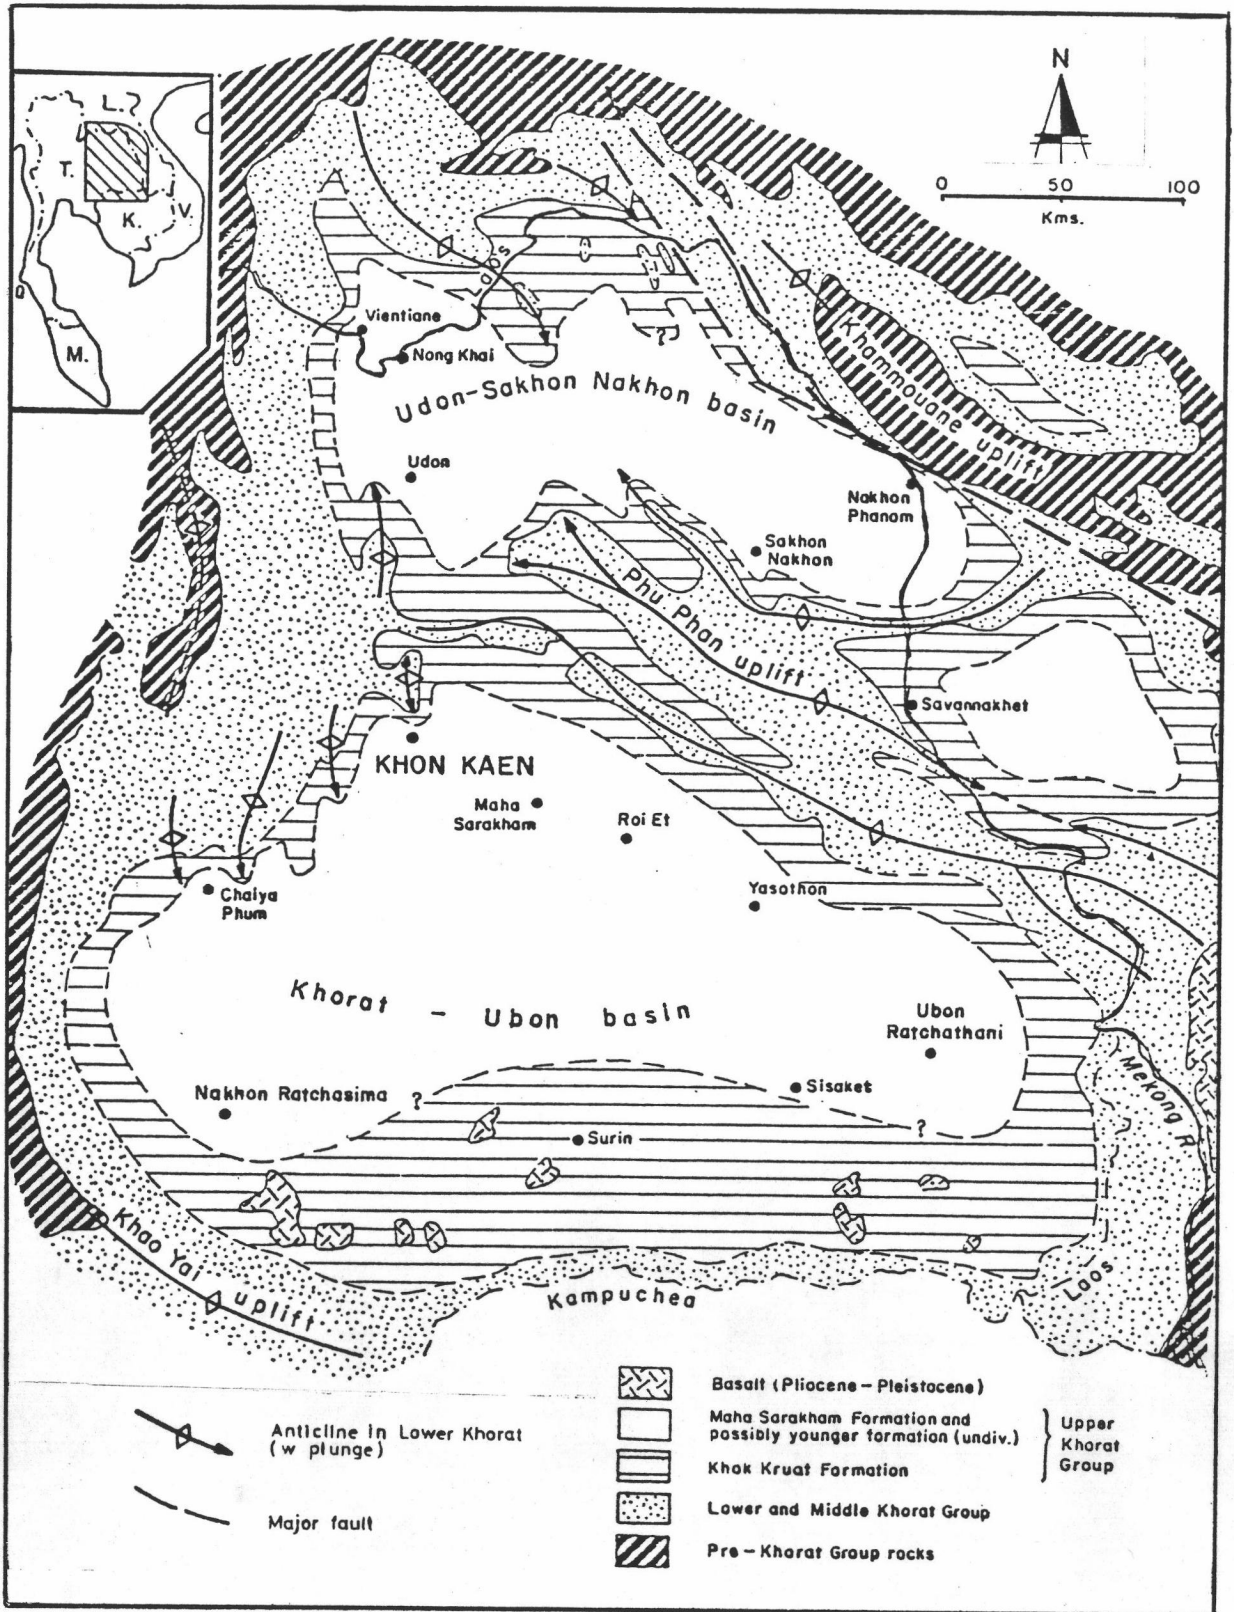 L.?
T.
K.
V.
M.
N
0 50 100
Kms.
Laos
Vientiane
Nong Khai
Udon-Sakhon Nakhon basin
?
Khammouane uplift
Udon
Nakhon
Phanom
Sakhon
Nakhon
Phu Phan uplift
Savannakhet
KHON KAEN
Maha
Sarakham
Roi Et
Chaiya
Phum
Yasothon
Khorat - Ubon basin
Ubon
Ratchathani
Nakhon Ratchasima
?
Sisaket
?
Surin
Mekong R
Khao Yai uplift
Kampuchea
Laos
Anticline in Lower Khorat
(w plunge)
Major fault
Basalt (Pliocene - Pleistocene)
Maha Sarakham Formation and
possibly younger formation (undiv.)
Upper
Khorat
Group
Khok Kruat Formation
Lower and Middle Khorat Group
Pre - Khorat Group rocks